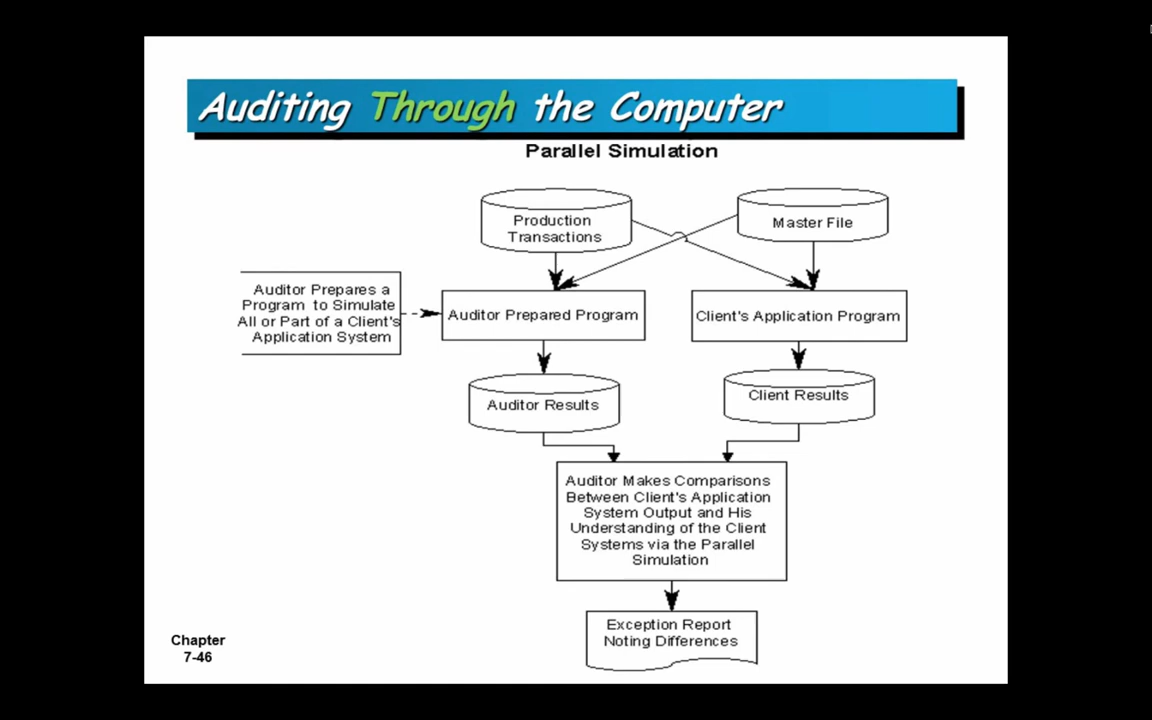 Auditing Through the Computer
Parallel Simulation
Production
Transactions
Master File
Auditor Prepares a
Program to Simulate
All or Part of a Client's
Application System
Auditor Prepared Program
Client's Application Program
Auditor Results
Client Results
Auditor Makes Comparisons
Between Client's Application
System Output and His
Understanding of the Client
Systems via the Parallel
Simulation
Exception Report
Noting Differences
Chapter
7-46